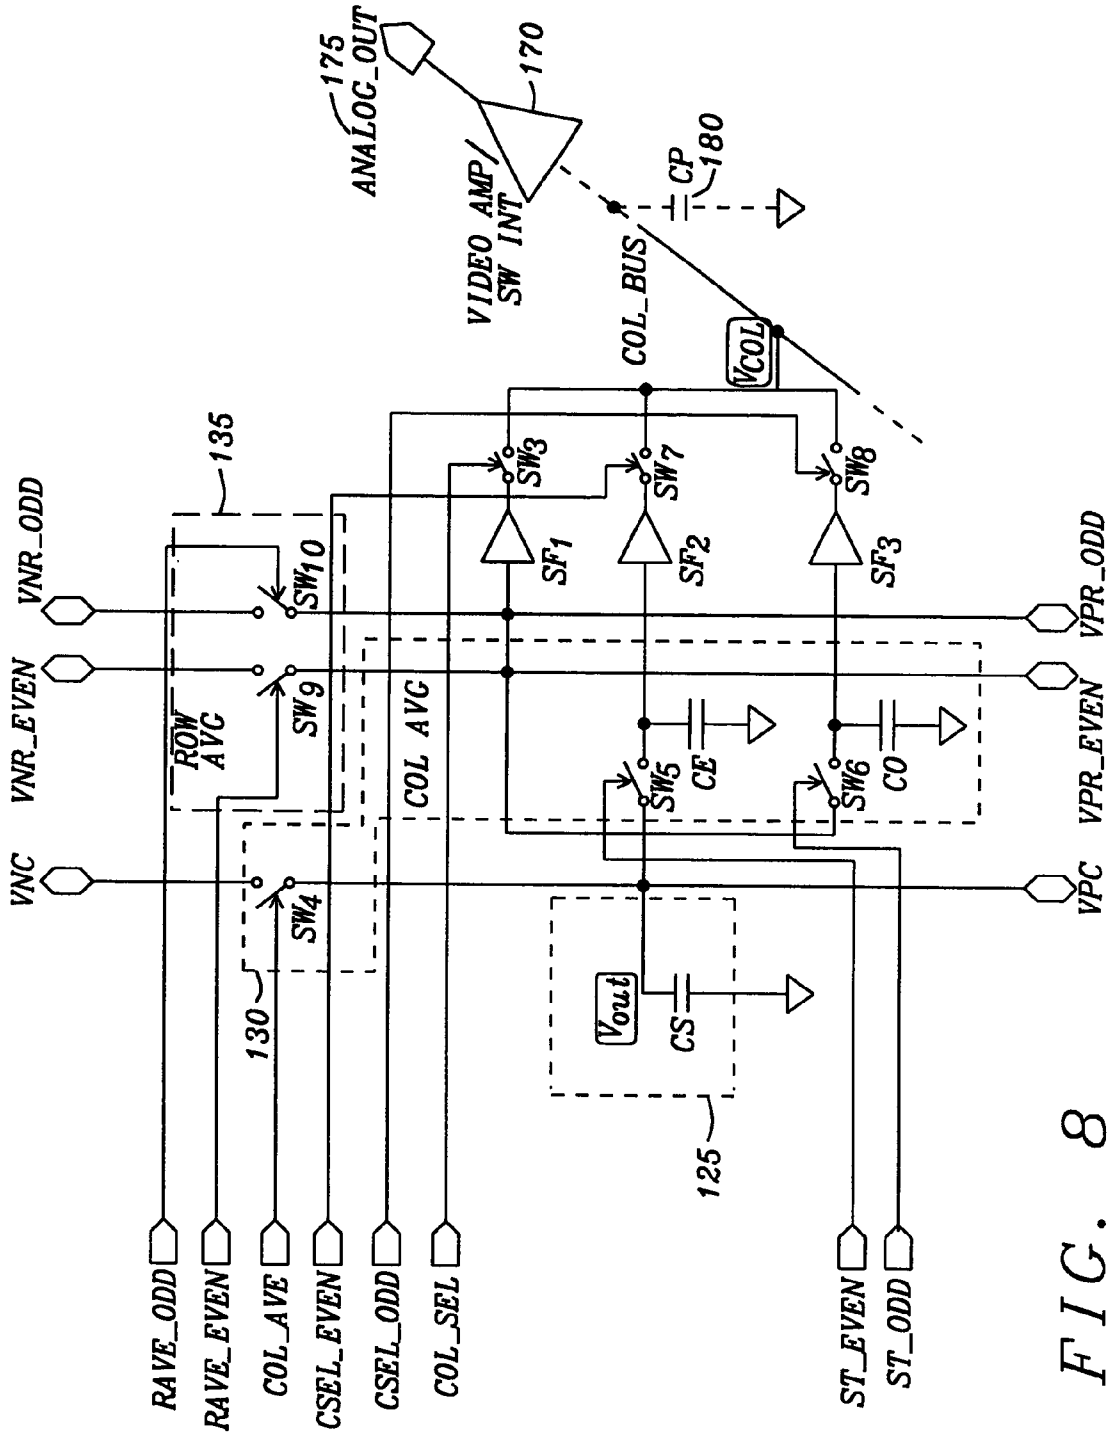 RAVE_ODD
RAVE_EVEN
COL_AVE
CSEL_EVEN
CSEL_ODD
COL_SEL
ST_EVEN
ST_ODD
VNC
VNR_EVEN
VNR_ODD
130
SW4
ROW
AVG
SW9
SW10
135
COL AVG
125
Vout
CS
SW5
CE
SW6
CO
SF1
SF2
SF3
SW3
SW7
SW8
VCOL
COL_BUS
VIDEO AMP/
SW INT
CP
180
170
175
ANALOG_OUT
VPC
VPR_EVEN
VPR_ODD
FIG. 8